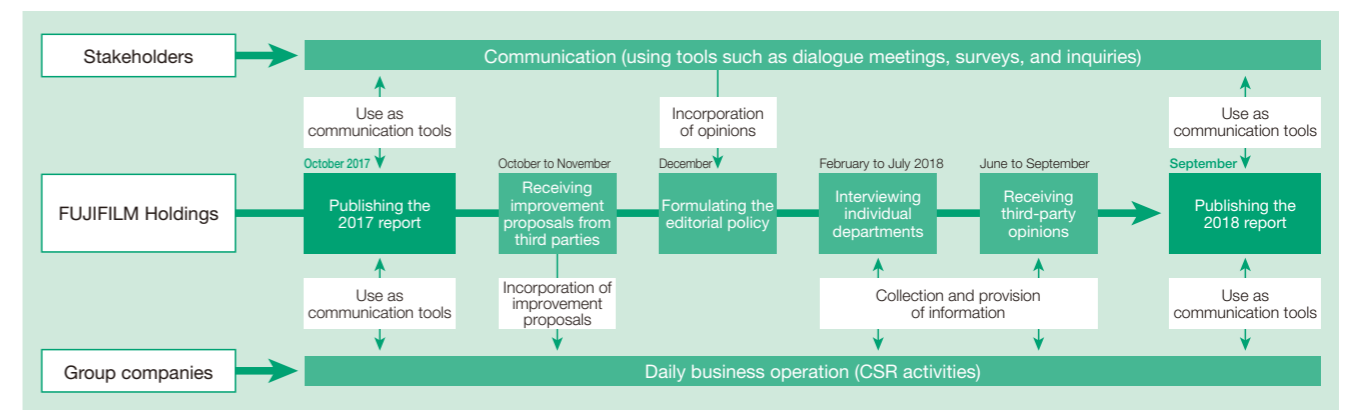 Stakeholders
Communication (using tools such as dialogue meetings, surveys, and inquiries)
Use as
communication tools
Incorporation
of opinions
Use as
communication tools
October 2017
October to November
December
February to July 2018
June to September
September
FUJIFILM Holdings
Publishing the
2017 report
Receiving
improvement
proposals from
third parties
Formulating the
editorial policy
Interviewing
individual
departments
Receiving
third-party
opinions
Publishing the
2018 report
Use as
communication tools
Incorporation of
improvement
proposals
Collection and provision
of information
Use as
communication tools
Group companies
Daily business operation (CSR activities)